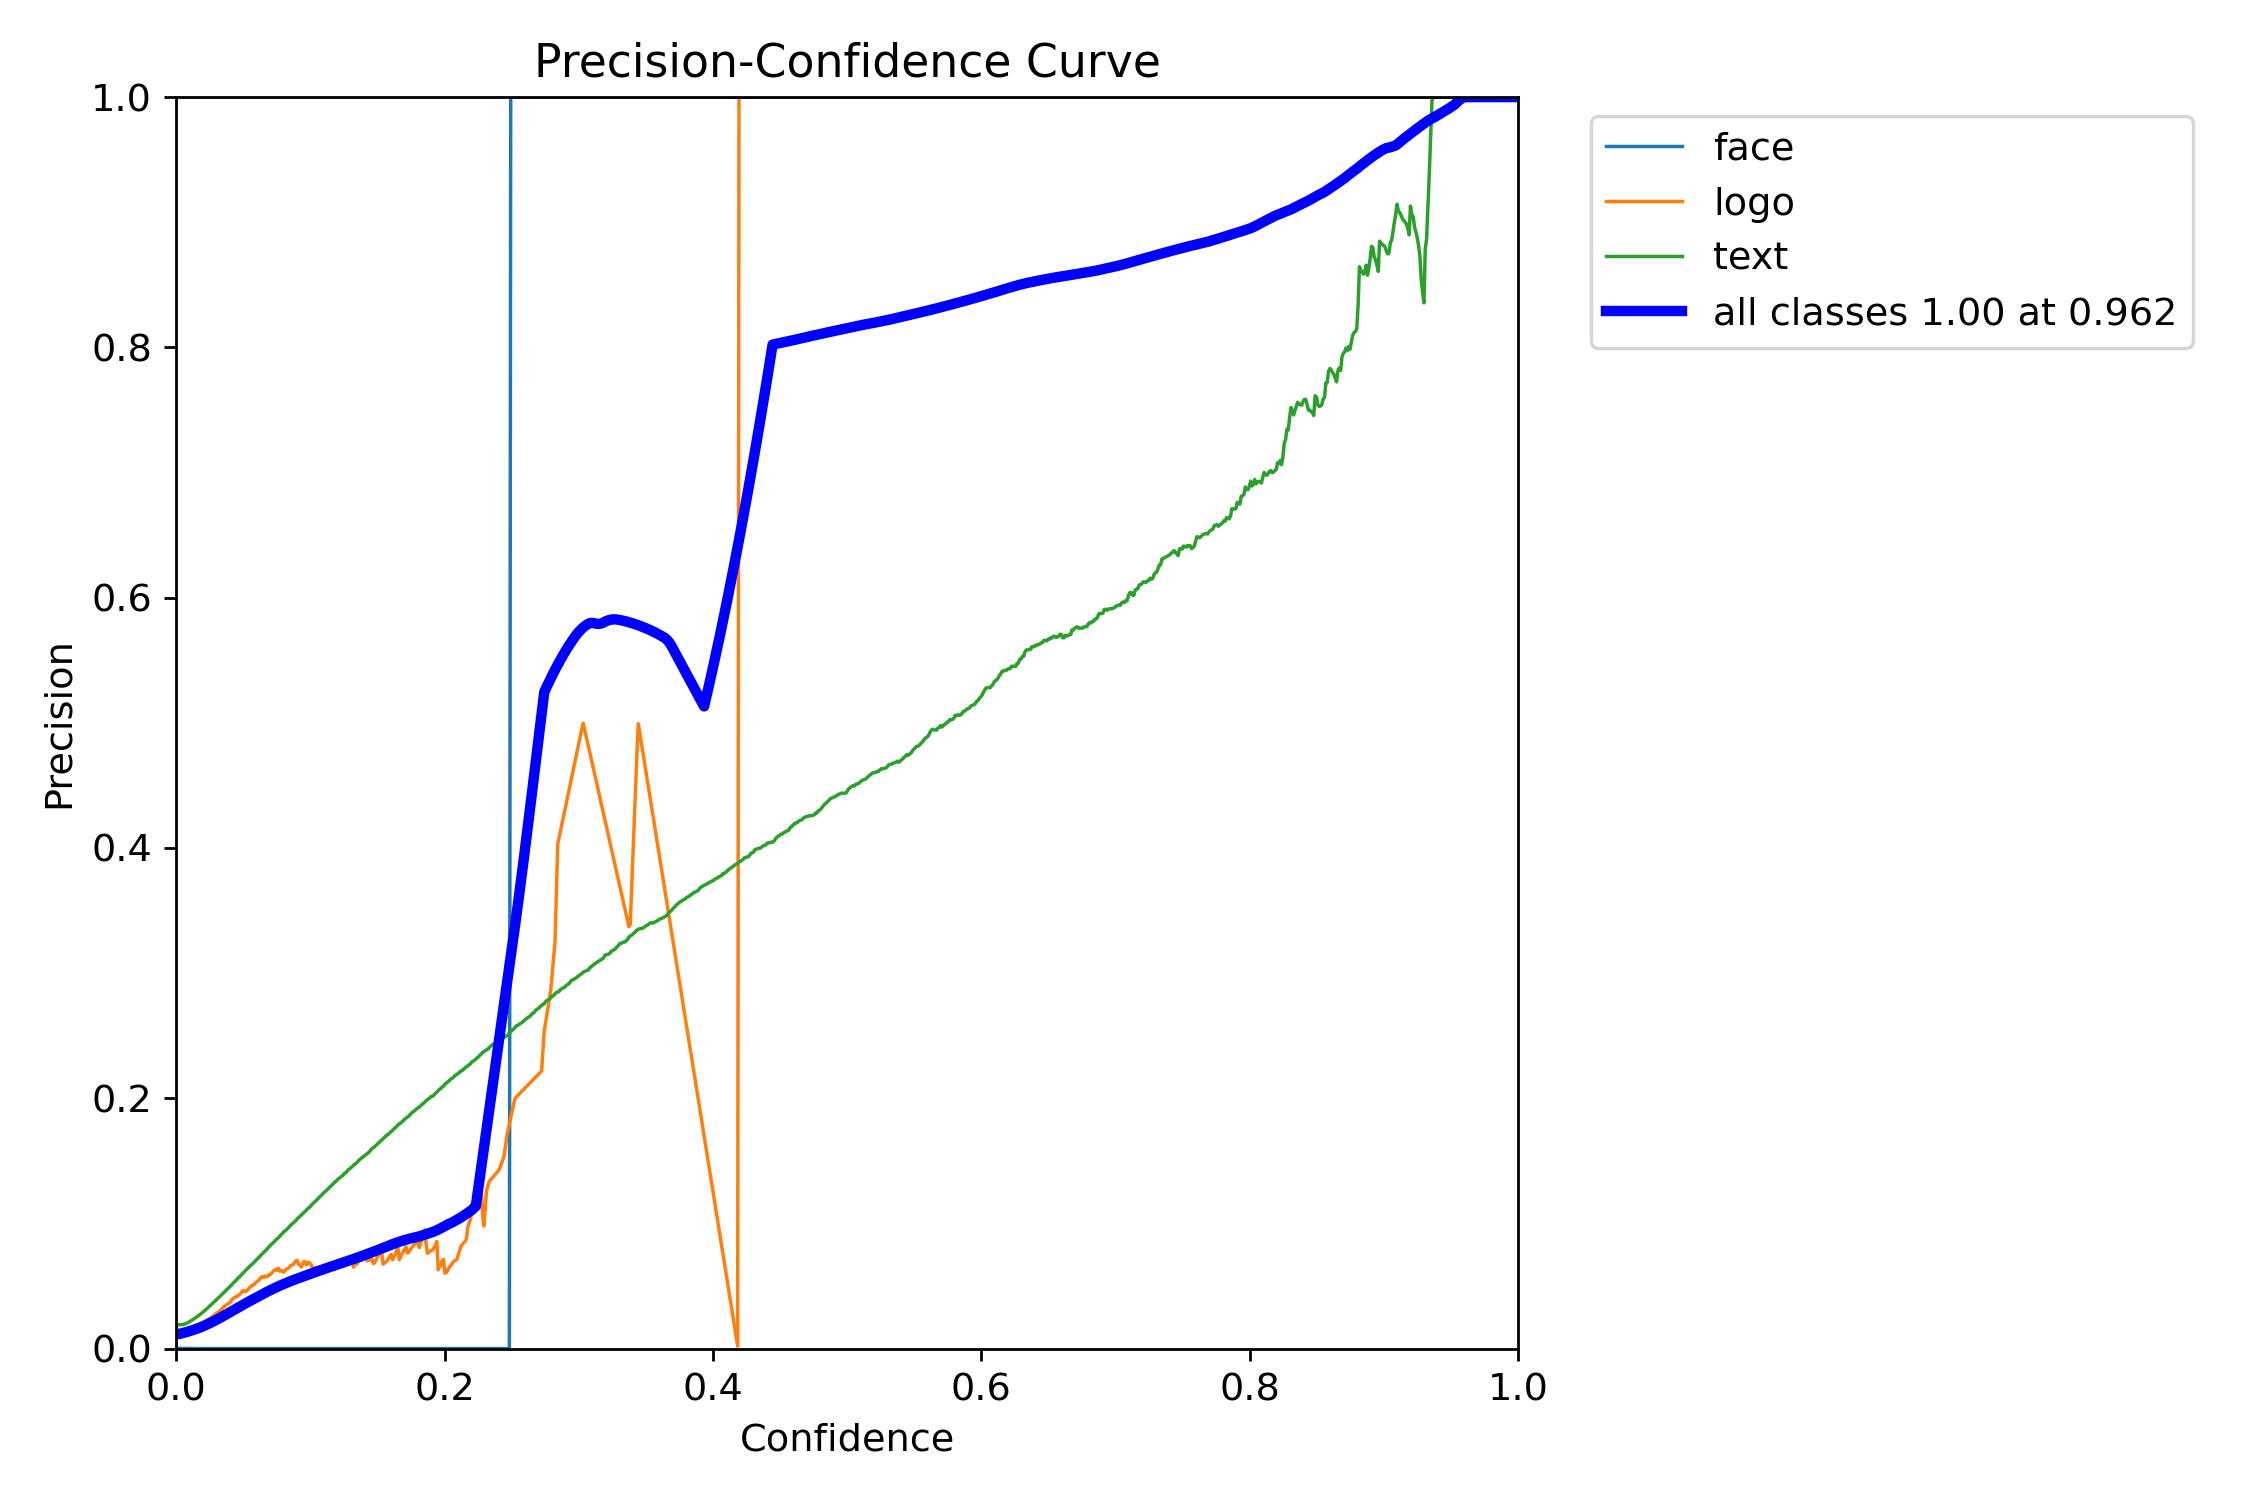 Precision-Confidence Curve
1.0
0.8
0.6
0.4
0.2
0.0
Precision
0.0 0.2 0.4 0.6 0.8 1.0
Confidence
face
logo
text
all classes 1.00 at 0.962